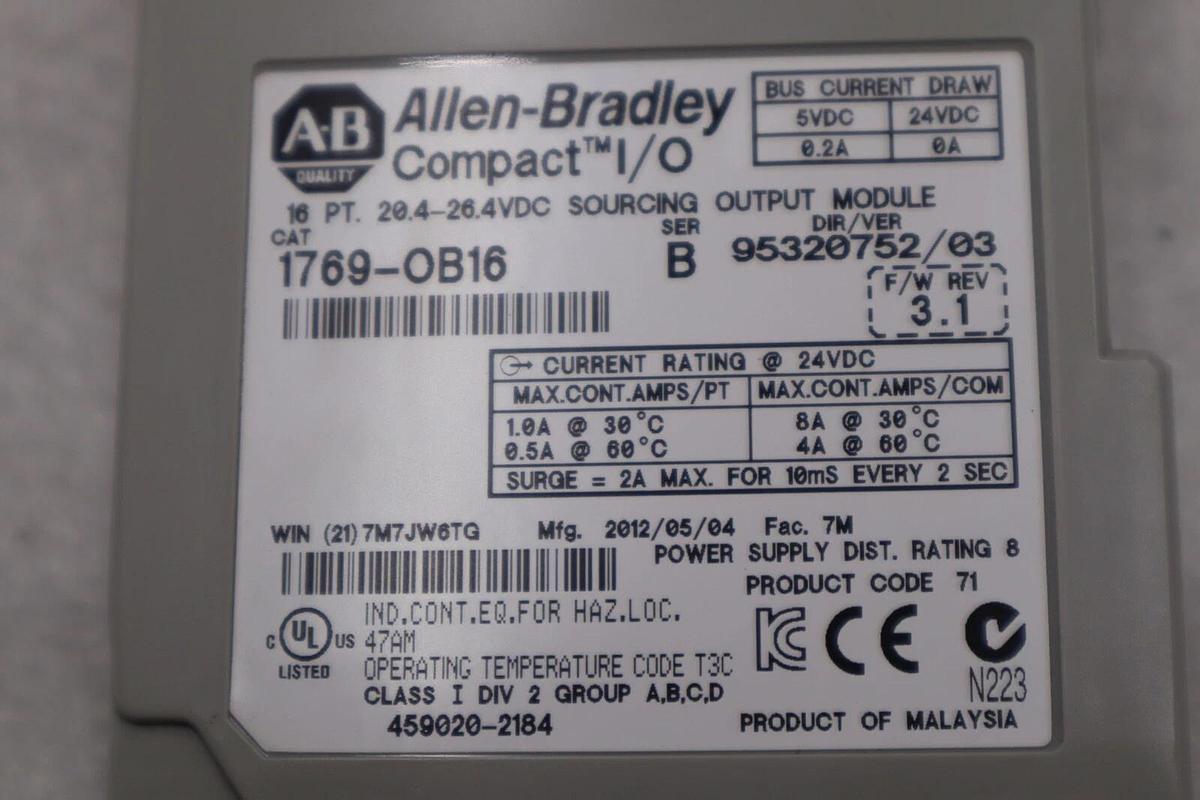 A-B
QUALITY
Allen-Bradley
Compact™ I/O
BUS CURRENT DRAW
5VDC 24VDC
0.2A 0A
16 PT. 20.4-26.4VDC SOURCING OUTPUT MODULE
CAT SER DIR/VER
1769-OB16 B 95320752/03
F/W REV
3.1
CURRENT RATING @ 24VDC
MAX.CONT.AMPS/PT MAX.CONT.AMPS/COM
1.0A @ 30°C 8A @ 30°C
0.5A @ 60°C 4A @ 60°C
SURGE = 2A MAX. FOR 10mS EVERY 2 SEC
WIN (21) 7M7JW6TG Mfg. 2012/05/04 Fac. 7M
POWER SUPPLY DIST. RATING 8
PRODUCT CODE 71
C UL US
LISTED
IND.CONT.EQ.FOR HAZ.LOC.
47AM
OPERATING TEMPERATURE CODE T3C
CLASS I DIV 2 GROUP A,B,C,D
459020-2184
KC CE
N223
PRODUCT OF MALAYSIA